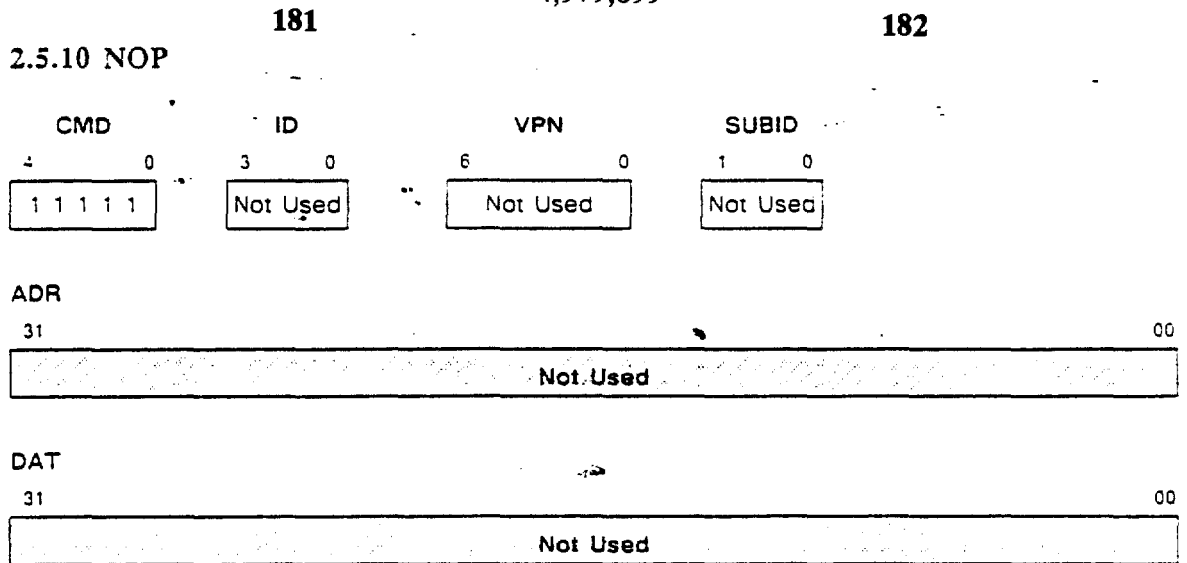 181 182
2.5.10 NOP
CMD ID VPN SUBID
4 0 3 0 6 0 1 0
1 1 1 1 1 Not Used Not Used Not Used
ADR
31 00
Not Used
DAT
31 00
Not Used